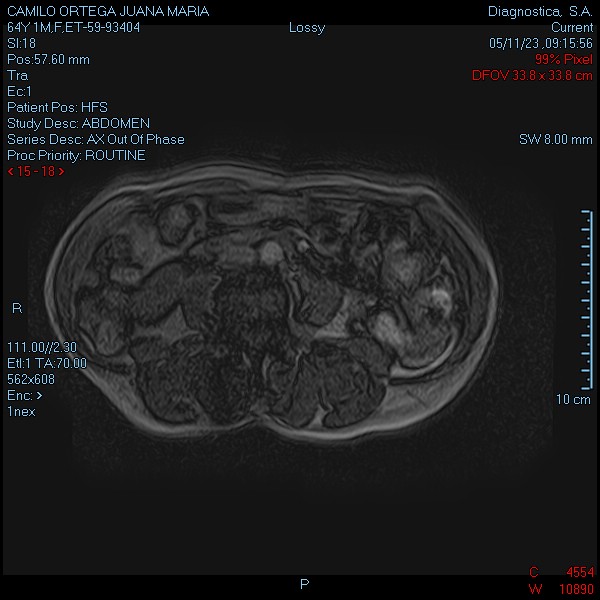 CAMILO ORTEGA JUANA MARIA
64Y 1M,F,ET-59-93404
Sl:18
Pos:57.60 mm
Tra
Ec:1
Patient Pos: HFS
Study Desc: ABDOMEN
Series Desc: AX Out Of Phase
Proc Priority: ROUTINE
< 15 - 18 >
Lossy
Diagnostica, S.A.
Current
05/11/23 ,09:15:56
99% Pixel
DFOV 33.8 x 33.8 cm
SW 8.00 mm
R
111.00//2.30
Etl:1 TA:70.00
562x608
Enc: >
1nex
10 cm
P
C 4554
W 10890